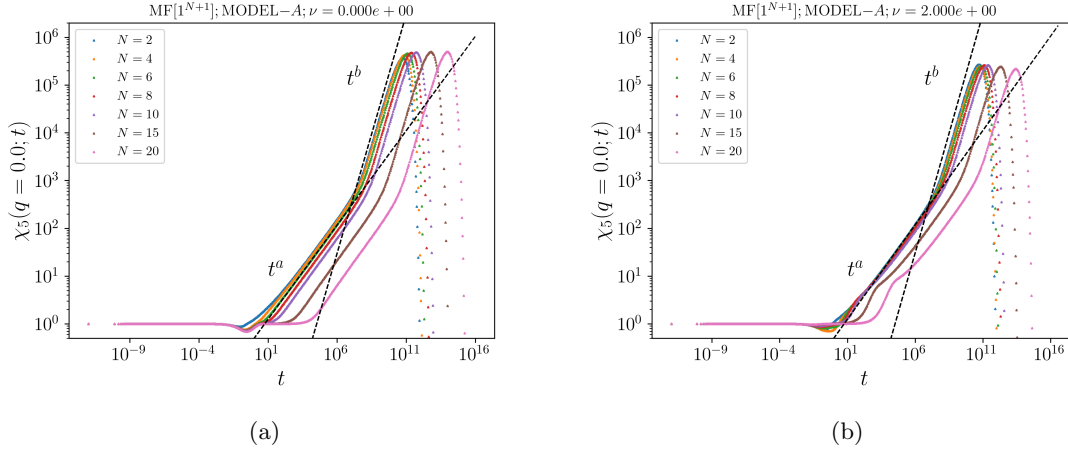 MF[1^{N+1}]; MODEL−A; ν = 0.000e + 00
10^6
10^5
10^4
10^3
10^2
10^1
10^0
χ_5(q = 0.0; t)
N = 2
N = 4
N = 6
N = 8
N = 10
N = 15
N = 20
t^b
t^a
10^{−9} 10^{−4} 10^1 10^6 10^{11} 10^{16}
t
(a)
MF[1^{N+1}]; MODEL−A; ν = 2.000e + 00
10^6
10^5
10^4
10^3
10^2
10^1
10^0
χ_5(q = 0.0; t)
N = 2
N = 4
N = 6
N = 8
N = 10
N = 15
N = 20
t^b
t^a
10^{−9} 10^{−4} 10^1 10^6 10^{11} 10^{16}
t
(b)